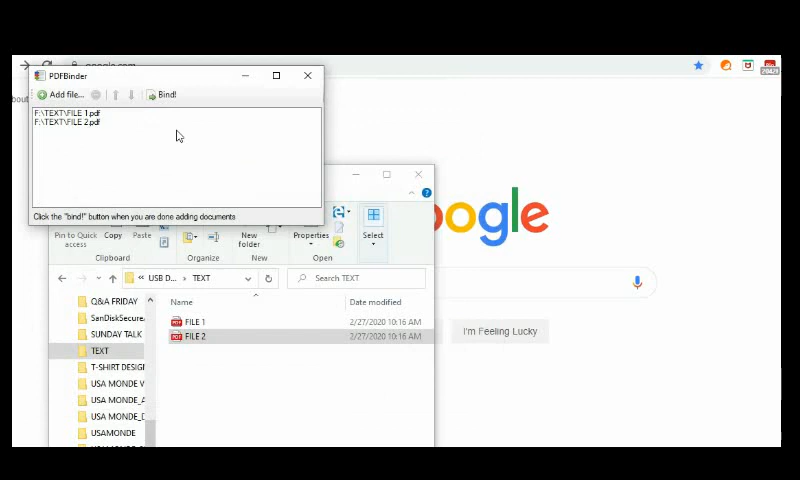 PDFBinder
Add file...
Bind!
F:\TEXT\FILE 1.pdf
F:\TEXT\FILE 2.pdf
Click the "bind!" button when you are done adding documents
Pin to Quick access
Copy
Paste
New folder
Properties
Select
Clipboard
Organize
New
Open
« USB D... › TEXT
Search TEXT
Name
Date modified
Q&A FRIDAY
SanDiskSecure
SUNDAY TALK
TEXT
T-SHIRT DESIGN
USA MONDE V
USA MONDE_A
USA MONDE_D
USAMONDE
FILE 1
2/27/2020 10:16 AM
FILE 2
2/27/2020 10:16 AM
oogle
I'm Feeling Lucky